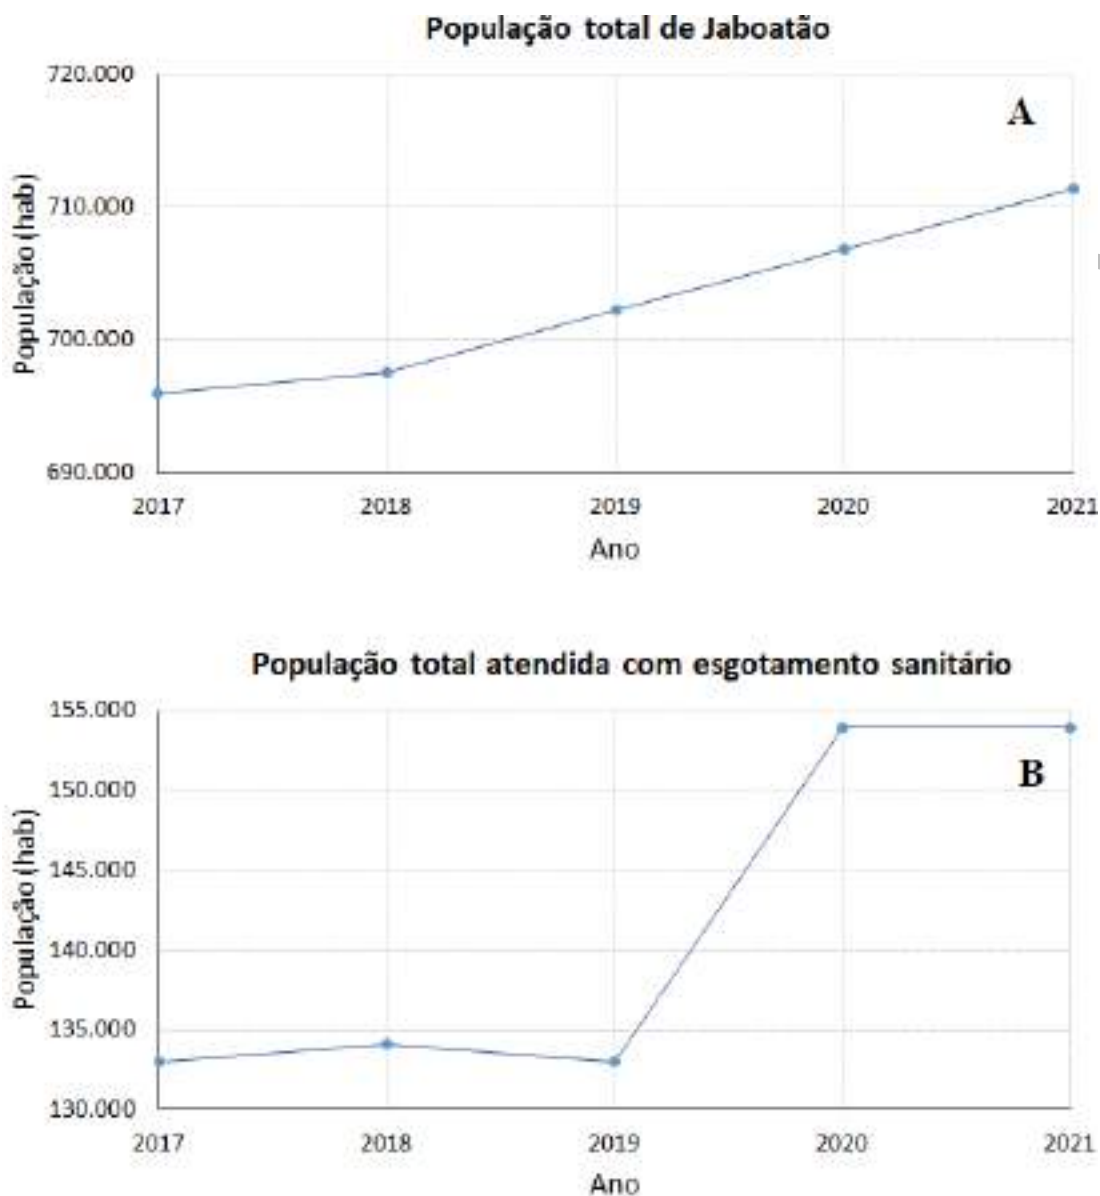 População total de Jaboatão
A
720.000
710.000
700.000
690.000
População (hab)
2017 2018 2019 2020 2021
Ano
População total atendida com esgotamento sanitário
B
155.000
150.000
145.000
140.000
135.000
130.000
População (hab)
2017 2018 2019 2020 2021
Ano